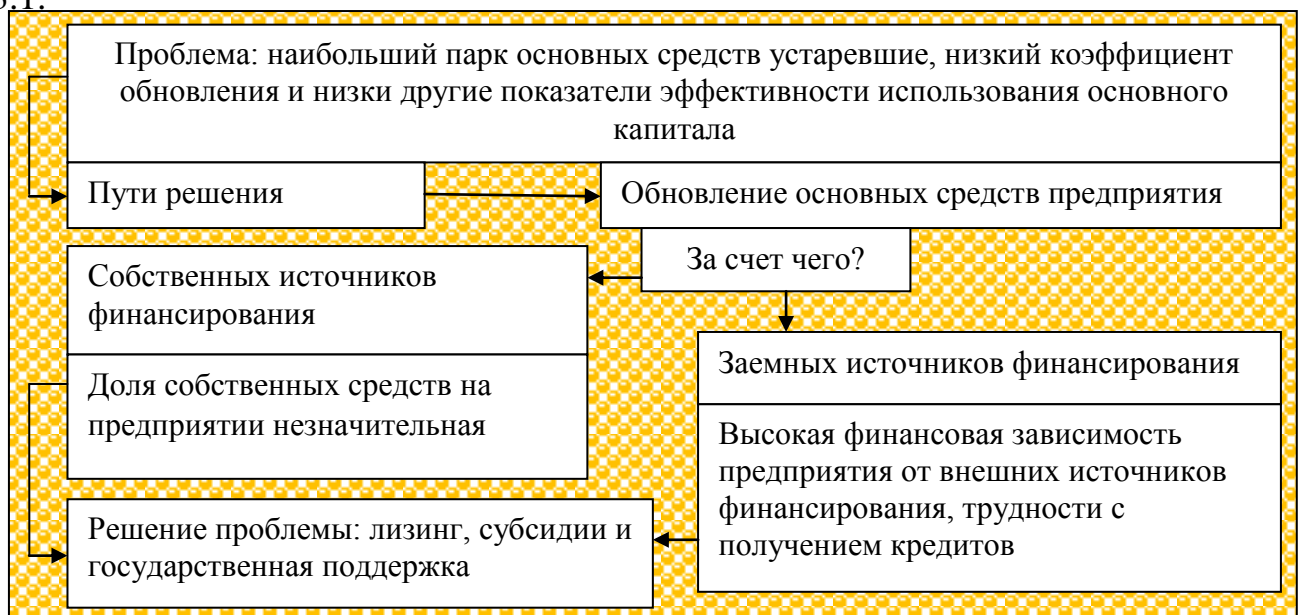 Проблема: наибольший парк основных средств устаревшие, низкий коэффициент
обновления и низки другие показатели эффективности использования основного
капитала
Пути решения
Обновление основных средств предприятия
За счет чего?
Собственных источников
финансирования
Заемных источников финансирования
Доля собственных средств на
предприятии незначительная
Высокая финансовая зависимость
предприятия от внешних источников
финансирования, трудности с
получением кредитов
Решение проблемы: лизинг, субсидии и
государственная поддержка